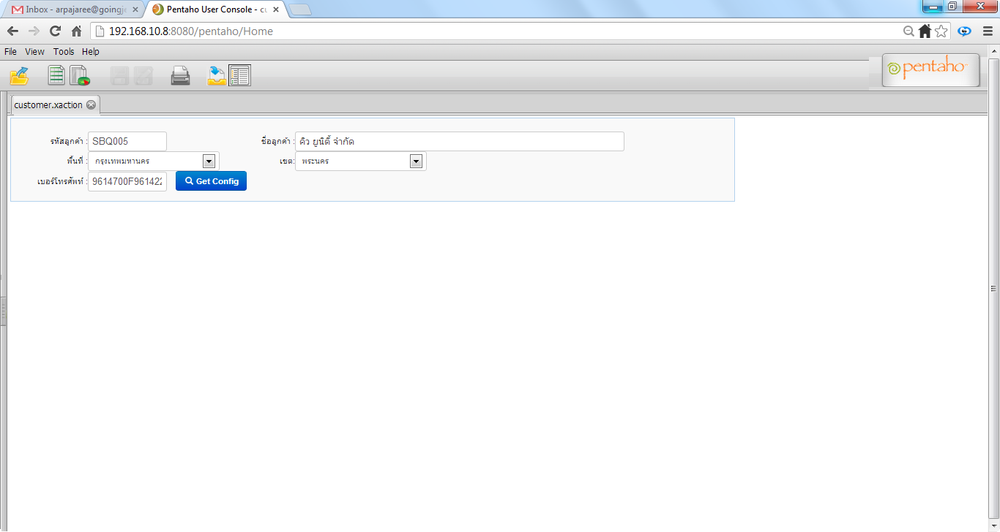 Inbox - arpajaree@goingje
Pentaho User Console - cu
192.168.10.8:8080/pentaho/Home
File View Tools Help
pentaho
customer.xaction
รหัสลูกค้า : SBQ005 ชื่อลูกค้า : คิว ยูนิตี้ จำกัด
พื้นที่ : กรุงเทพมหานคร เขต: พระนคร
เบอร์โทรศัพท์ : 9614700F961422 Get Config